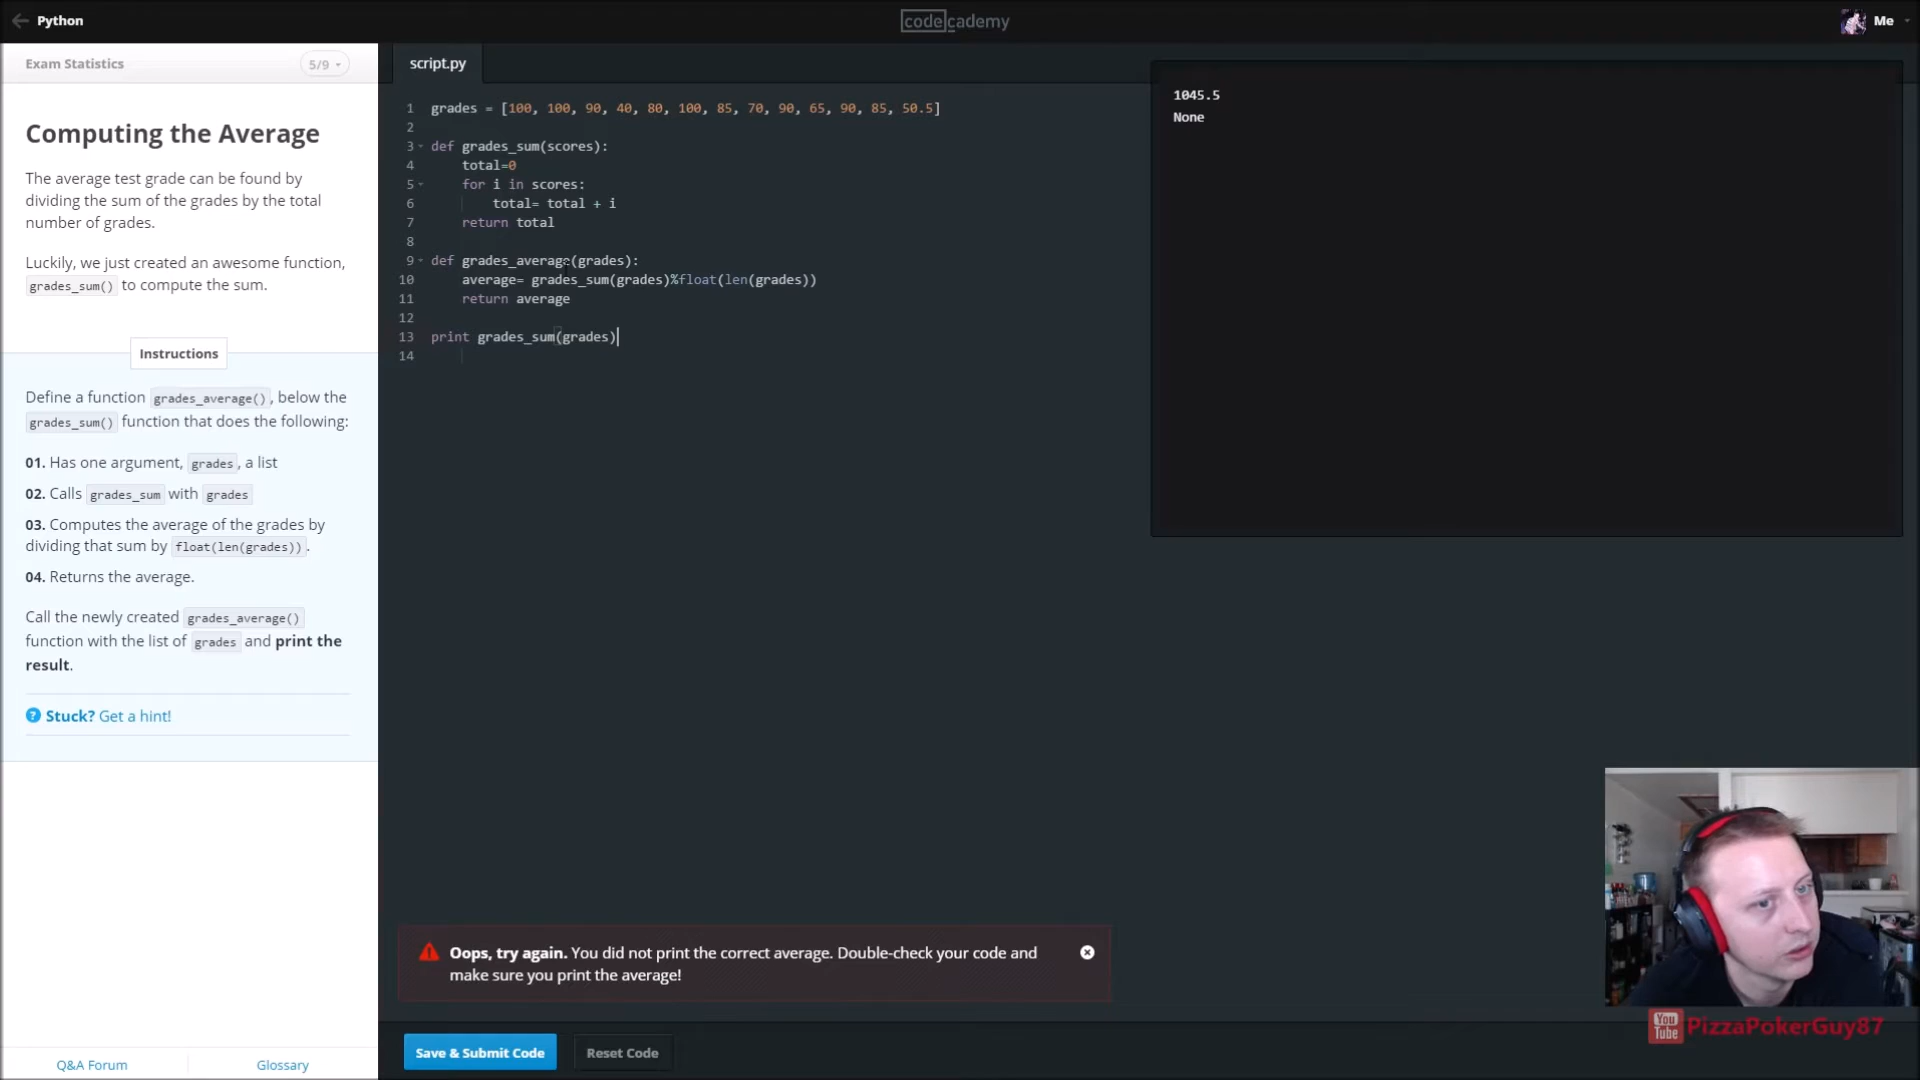 Python
codecademy
Me
Exam Statistics
5/9
script.py
Computing the Average
The average test grade can be found by
dividing the sum of the grades by the total
number of grades.
Luckily, we just created an awesome function,
grades_sum() to compute the sum.
Instructions
Define a function grades_average(), below the
grades_sum() function that does the following:
01. Has one argument, grades, a list
02. Calls grades_sum with grades
03. Computes the average of the grades by
dividing that sum by float(len(grades)).
04. Returns the average.
Call the newly created grades_average()
function with the list of grades and print the
result.
? Stuck? Get a hint!
Q&A Forum
Glossary
1 grades = [100, 100, 90, 40, 80, 100, 85, 70, 90, 65, 90, 85, 50.5]
2
3 def grades_sum(scores):
4     total=0
5     for i in scores:
6         total= total + i
7     return total
8
9 def grades_average(grades):
10     average= grades_sum(grades)%float(len(grades))
11     return average
12
13 print grades_sum(grades)
14
1045.5
None
Oops, try again. You did not print the correct average. Double-check your code and
make sure you print the average!
Save & Submit Code
Reset Code
You Tube PizzaPokerGuy87